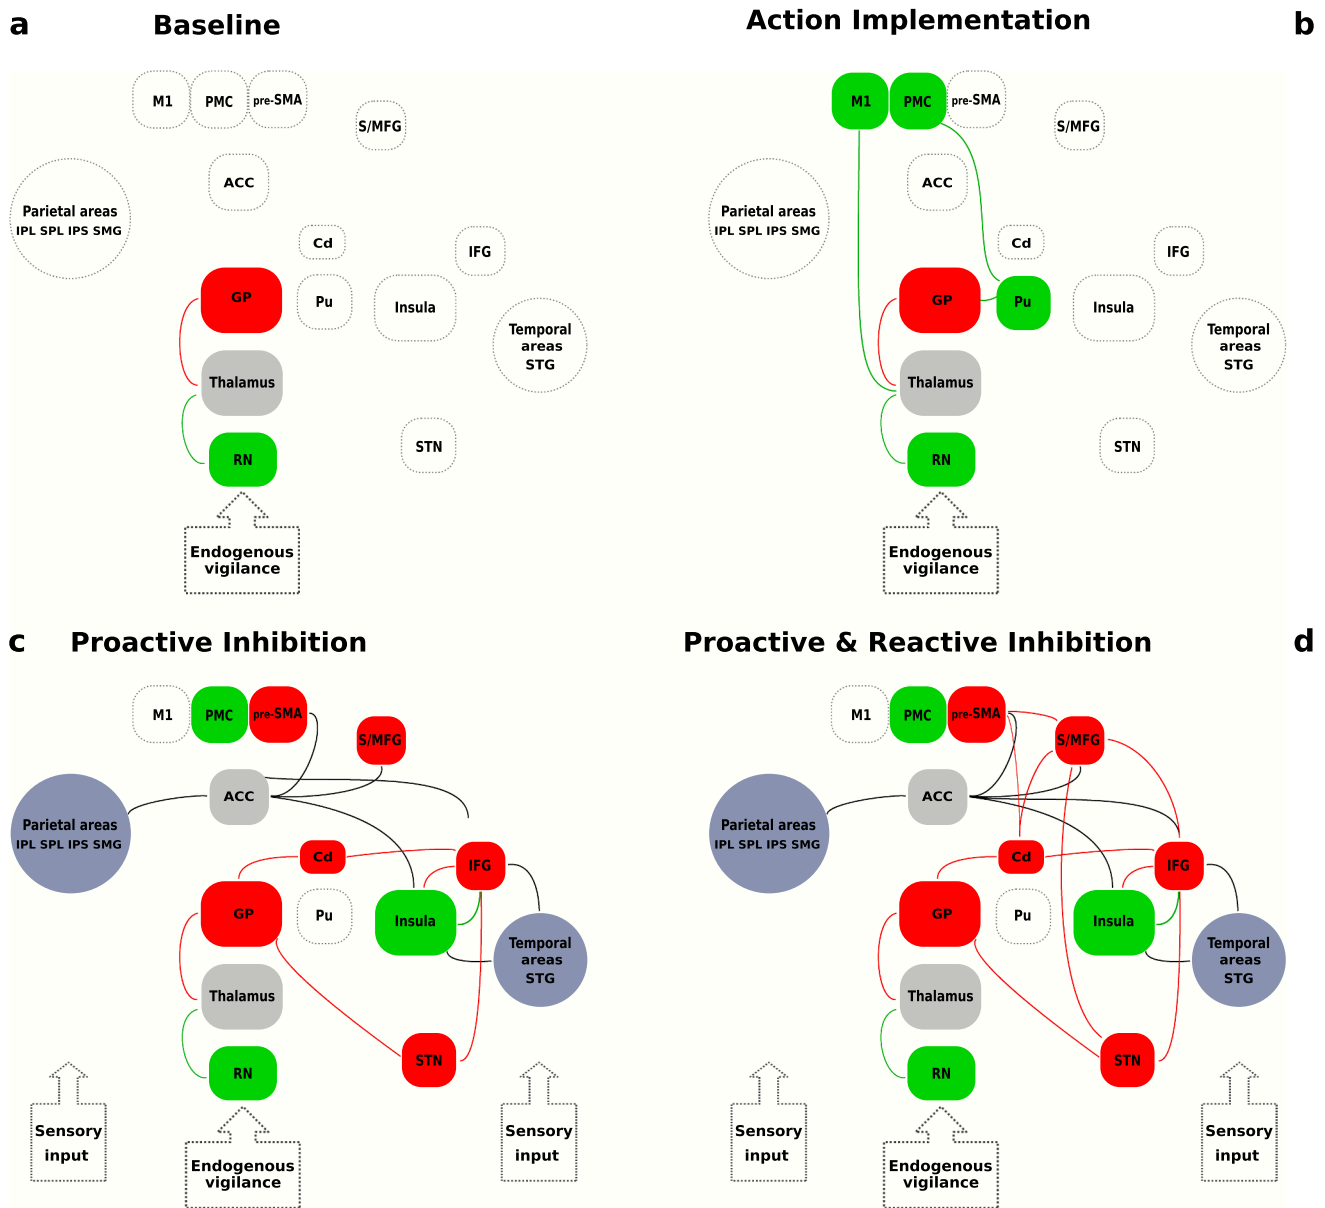 a
Baseline
M1
PMC
pre-SMA
S/MFG
ACC
Parietal areas
IPL SPL IPS SMG
Cd
IFG
GP
Pu
Insula
Temporal
areas
STG
Thalamus
STN
RN
Endogenous
vigilance
Action Implementation
b
M1
PMC
pre-SMA
S/MFG
ACC
Parietal areas
IPL SPL IPS SMG
Cd
IFG
GP
Pu
Insula
Temporal
areas
STG
Thalamus
STN
RN
Endogenous
vigilance
c
Proactive Inhibition
M1
PMC
pre-SMA
S/MFG
ACC
Parietal areas
IPL SPL IPS SMG
Cd
IFG
GP
Pu
Insula
Temporal
areas
STG
Thalamus
STN
RN
Sensory
input
Endogenous
vigilance
Sensory
input
Proactive & Reactive Inhibition
d
M1
PMC
pre-SMA
S/MFG
ACC
Parietal areas
IPL SPL IPS SMG
Cd
IFG
GP
Pu
Insula
Temporal
areas
STG
Thalamus
STN
RN
Sensory
input
Endogenous
vigilance
Sensory
input